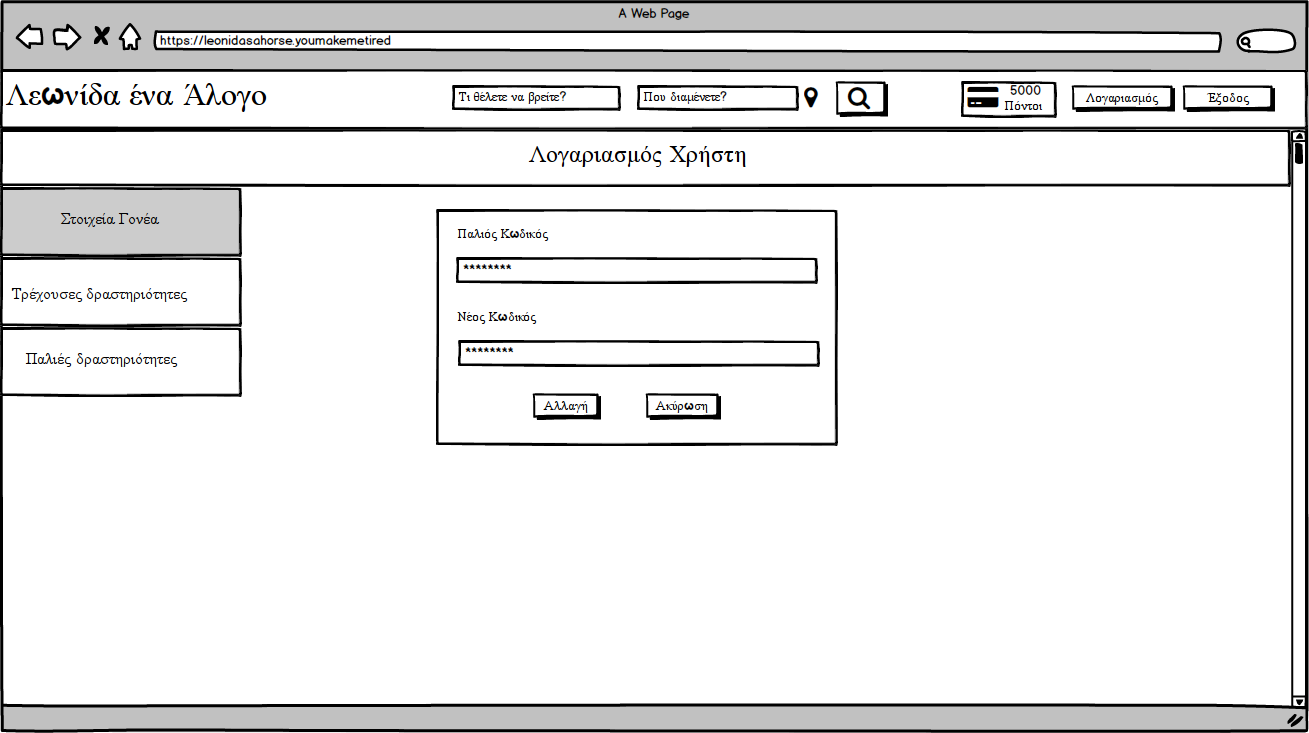 A Web Page
https://leonidasahorse.youmakemetired
Λεωνίδα ένα Άλογο
Τι θέλετε να βρείτε?
Που διαμένετε?
5000
Πόντοι
Λογαριασμός
Έξοδος
Λογαριασμός Χρήστη
Στοιχεία Γονέα
Τρέχουσες δραστηριότητες
Παλιές δραστηριότητες
Παλιός Κωδικός
********
Νέος Κωδικός
********
Αλλαγή
Ακύρωση